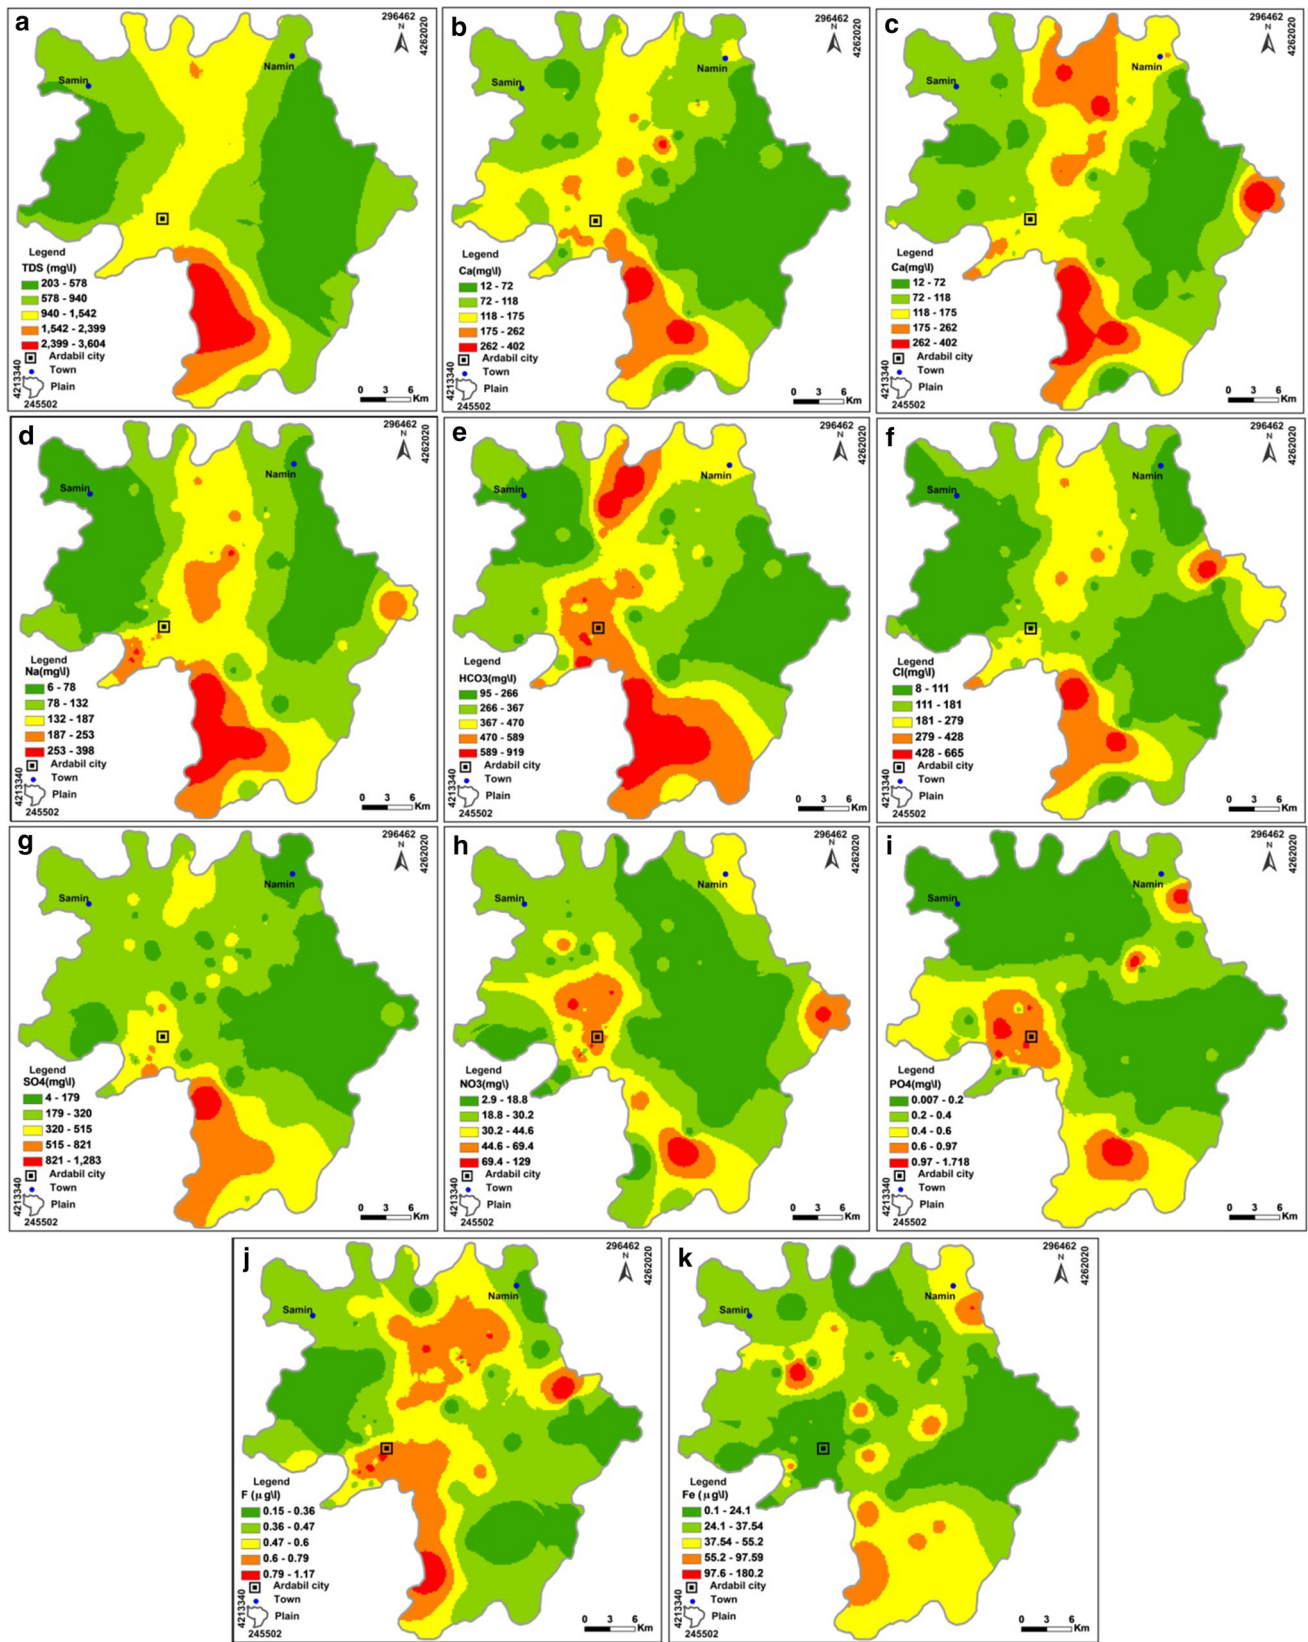 a
296462
N
4262020
Samin
Namin
Legend
TDS (mg\l)
203 - 578
578 - 940
940 - 1,542
1,542 - 2,399
2,399 - 3,604
Ardabil city
Town
Plain
4213340
245502
0 3 6
Km
b
296462
N
4262020
Samin
Namin
Legend
Ca(mg\l)
12 - 72
72 - 118
118 - 175
175 - 262
262 - 402
Ardabil city
Town
Plain
4213340
245502
0 3 6
Km
c
296462
N
4262020
Samin
Namin
Legend
Ca(mg\l)
12 - 72
72 - 118
118 - 175
175 - 262
262 - 402
Ardabil city
Town
Plain
4213340
245502
0 3 6
Km
d
296462
N
4262020
Samin
Namin
Legend
Na(mg\l)
6 - 78
78 - 132
132 - 187
187 - 253
253 - 398
Ardabil city
Town
Plain
4213340
245502
0 3 6
Km
e
296462
N
4262020
Samin
Namin
Legend
HCO3(mg\l)
95 - 266
266 - 367
367 - 470
470 - 589
589 - 919
Ardabil city
Town
Plain
4213340
245502
0 3 6
Km
f
296462
N
4262020
Samin
Namin
Legend
Cl(mg\l)
8 - 111
111 - 181
181 - 279
279 - 428
428 - 665
Ardabil city
Town
Plain
4213340
245502
0 3 6
Km
g
296462
N
4262020
Samin
Namin
Legend
SO4(mg\l)
4 - 179
179 - 320
320 - 515
515 - 821
821 - 1,283
Ardabil city
Town
Plain
4213340
245502
0 3 6
Km
h
296462
N
4262020
Samin
Namin
Legend
NO3(mg\)
2.9 - 18.8
18.8 - 30.2
30.2 - 44.6
44.6 - 69.4
69.4 - 129
Ardabil city
Town
Plain
4213340
245502
0 3 6
Km
i
296462
N
4262020
Samin
Namin
Legend
PO4(mg\l)
0.007 - 0.2
0.2 - 0.4
0.4 - 0.6
0.6 - 0.97
0.97 - 1.718
Ardabil city
Town
Plain
4213340
245502
0 3 6
Km
j
296462
N
4262020
Samin
Namin
Legend
F (μg\l)
0.15 - 0.36
0.36 - 0.47
0.47 - 0.6
0.6 - 0.79
0.79 - 1.17
Ardabil city
Town
Plain
4213340
245502
0 3 6
Km
k
296462
N
4262020
Samin
Namin
Legend
Fe (μg\l)
0.1 - 24.1
24.1 - 37.54
37.54 - 55.2
55.2 - 97.59
97.6 - 180.2
Ardabil city
Town
Plain
4213340
245502
0 3 6
Km